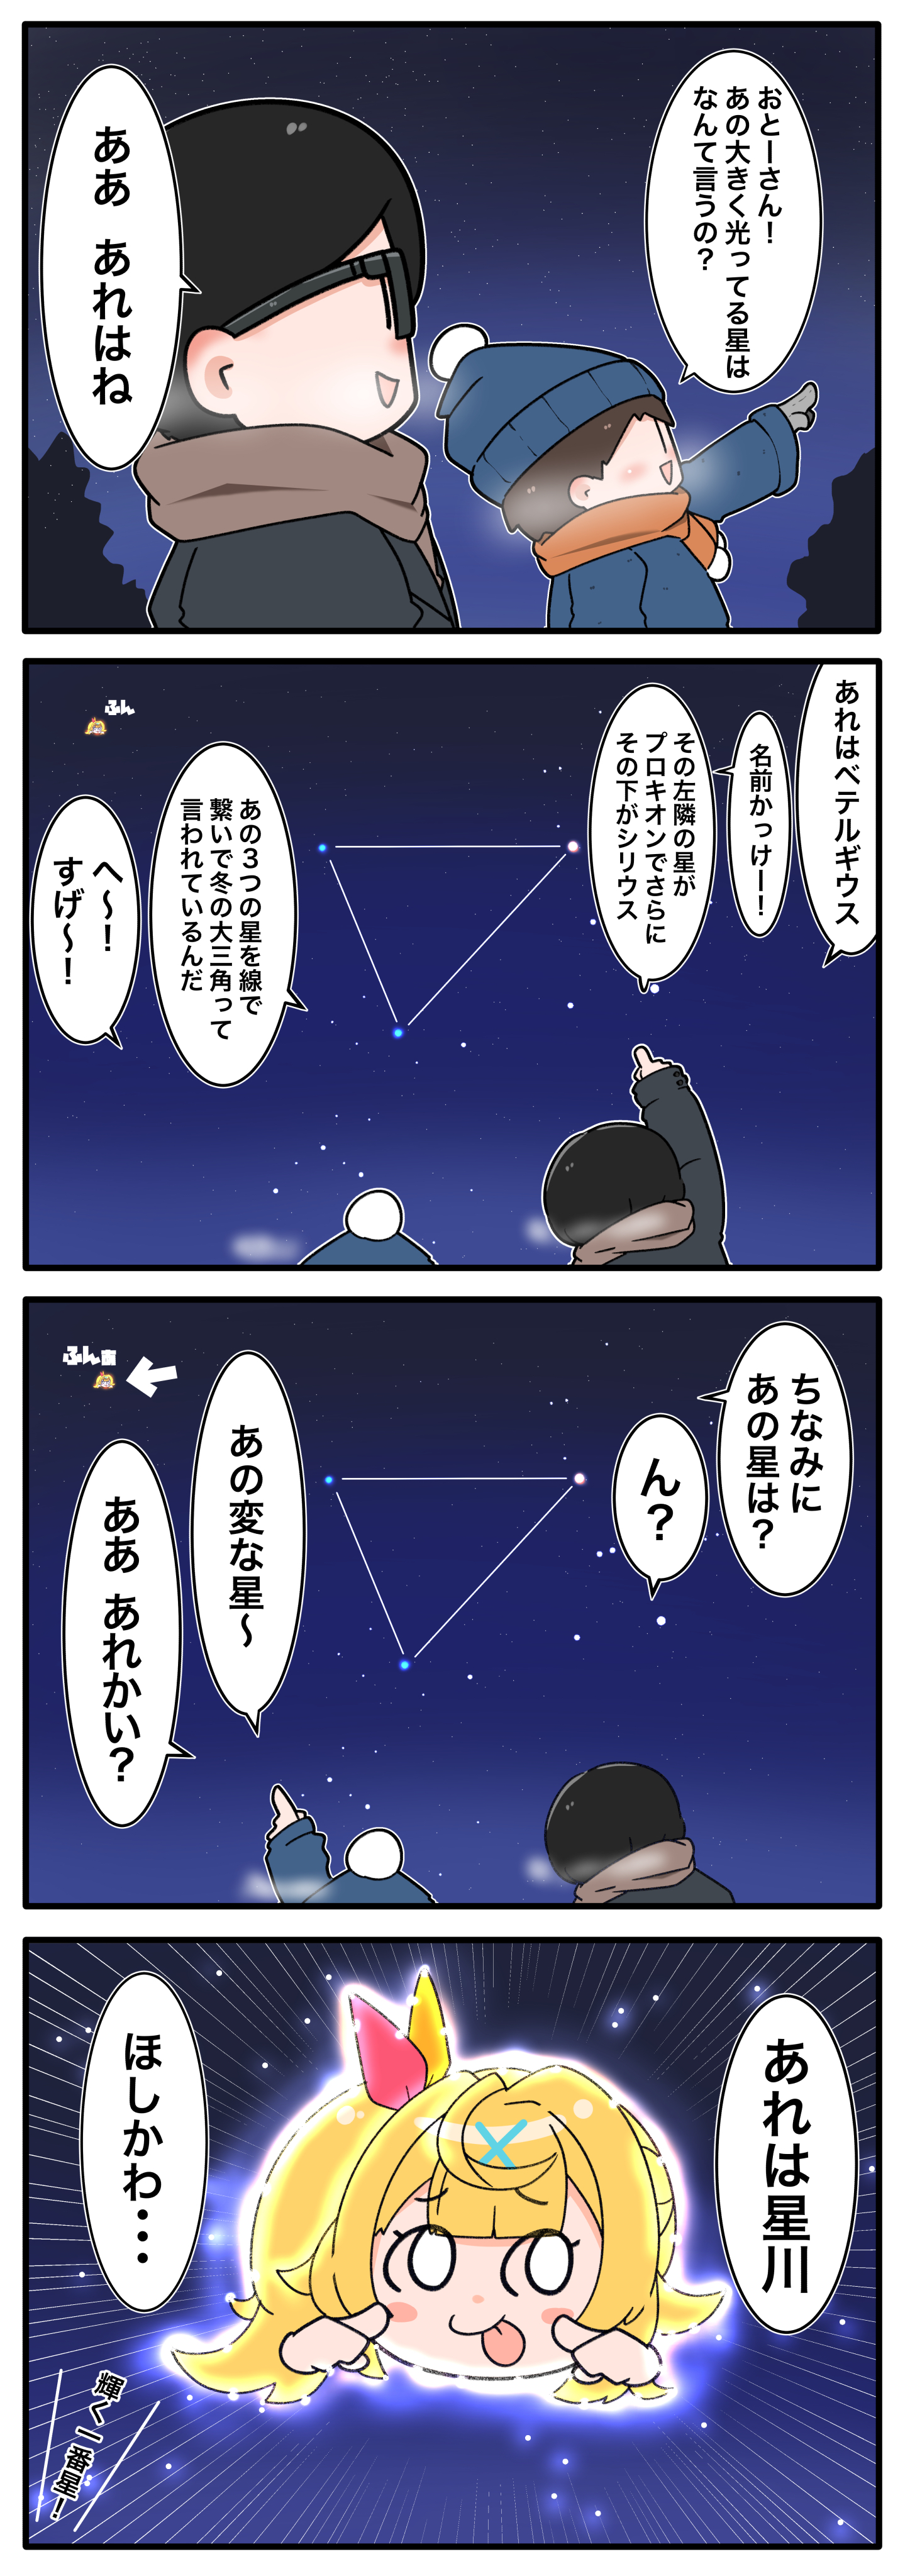 おとーさん！
あの大きく光ってる星は
なんて言うの？
ああ あれはね
あれはベテルギウス
名前かっけー！
その左隣の星が
プロキオンでさらに
その下がシリウス
あの３つの星を線で
繋いで冬の大三角って
言われているんだ
へ〜！
すげ〜！
ふん
ちなみに
あの星は？
ん？
あの変な星〜
ああ あれかい？
ふんぁ
あれは星川
ほしかわ・・・
輝く一番星！